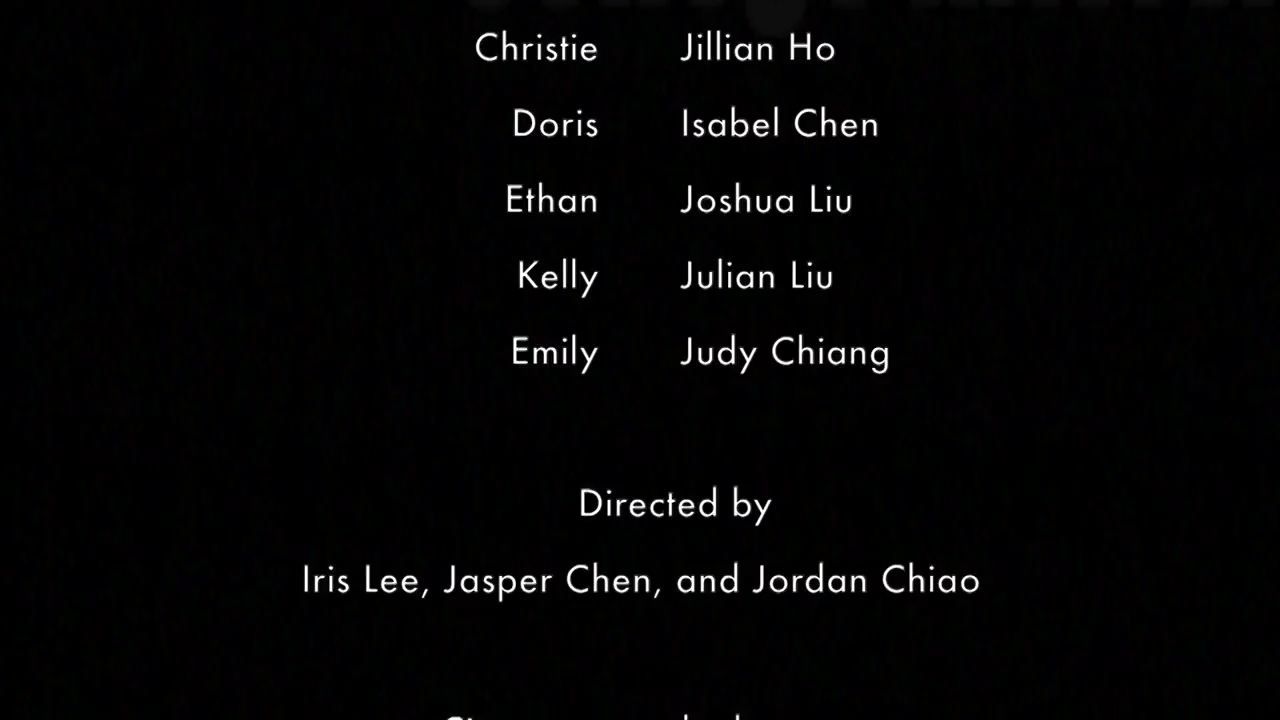 Christie Jillian Ho
Doris Isabel Chen
Ethan Joshua Liu
Kelly Julian Liu
Emily Judy Chiang
Directed by
Iris Lee, Jasper Chen, and Jordan Chiao